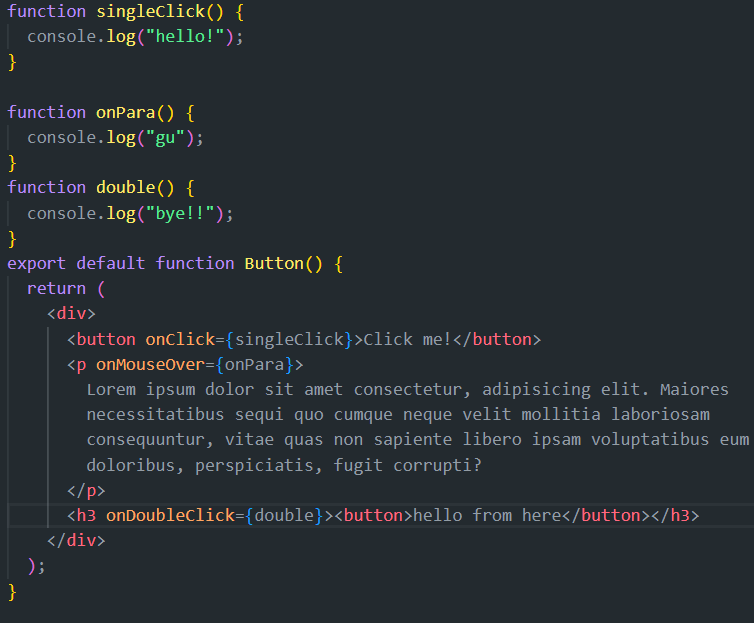 function singleClick() {
  console.log("hello!");
}

function onPara() {
  console.log("gu");
}
function double() {
  console.log("bye!!");
}
export default function Button() {
  return (
    <div>
      <button onClick={singleClick}>Click me!</button>
      <p onMouseOver={onPara}>
        Lorem ipsum dolor sit amet consectetur, adipisicing elit. Maiores
        necessitatibus sequi quo cumque neque velit mollitia laboriosam
        consequuntur, vitae quas non sapiente libero ipsam voluptatibus eum
        doloribus, perspiciatis, fugit corrupti?
      </p>
      <h3 onDoubleClick={double}><button>hello from here</button></h3>
    </div>
  );
}